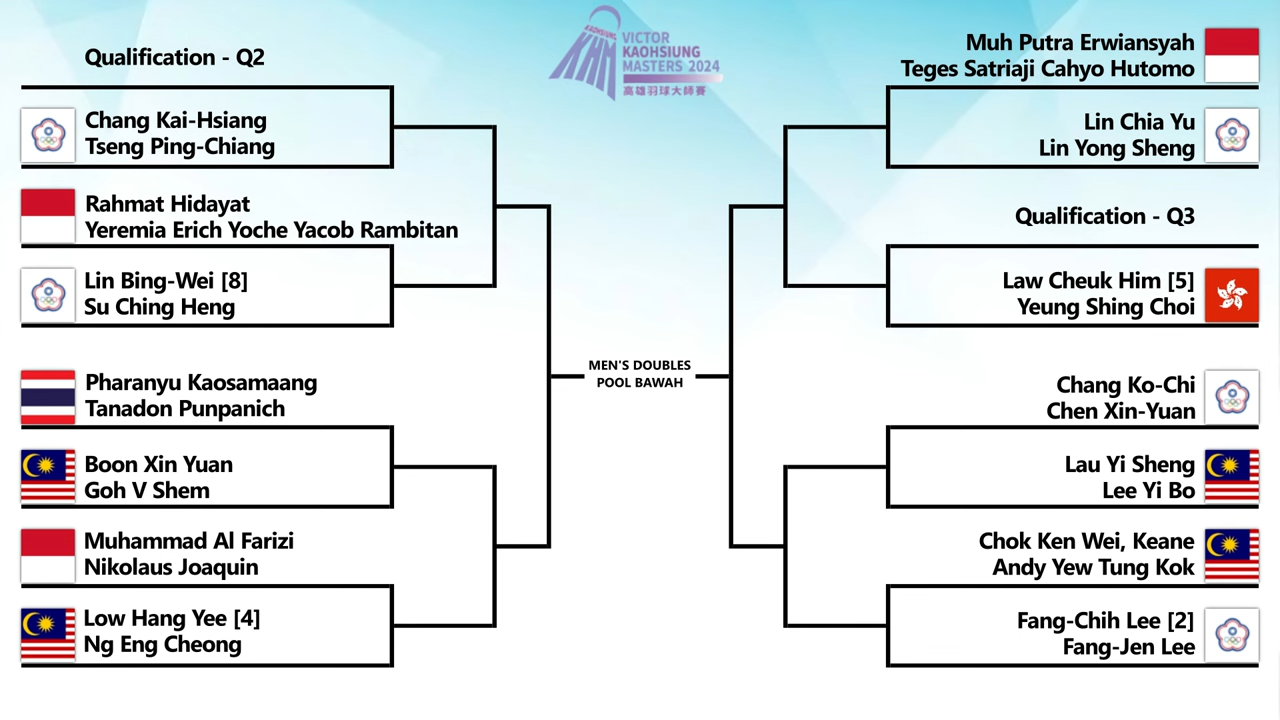 KAOHSIUNG
VICTOR
KAOHSIUNG
MASTERS 2024
高雄羽球大師賽
Qualification - Q2
Chang Kai-Hsiang
Tseng Ping-Chiang
Rahmat Hidayat
Yeremia Erich Yoche Yacob Rambitan
Lin Bing-Wei [8]
Su Ching Heng
Pharanyu Kaosamaang
Tanadon Punpanich
Boon Xin Yuan
Goh V Shem
Muhammad Al Farizi
Nikolaus Joaquin
Low Hang Yee [4]
Ng Eng Cheong
MEN'S DOUBLES
POOL BAWAH
Muh Putra Erwiansyah
Teges Satriaji Cahyo Hutomo
Lin Chia Yu
Lin Yong Sheng
Qualification - Q3
Law Cheuk Him [5]
Yeung Shing Choi
Chang Ko-Chi
Chen Xin-Yuan
Lau Yi Sheng
Lee Yi Bo
Chok Ken Wei, Keane
Andy Yew Tung Kok
Fang-Chih Lee [2]
Fang-Jen Lee